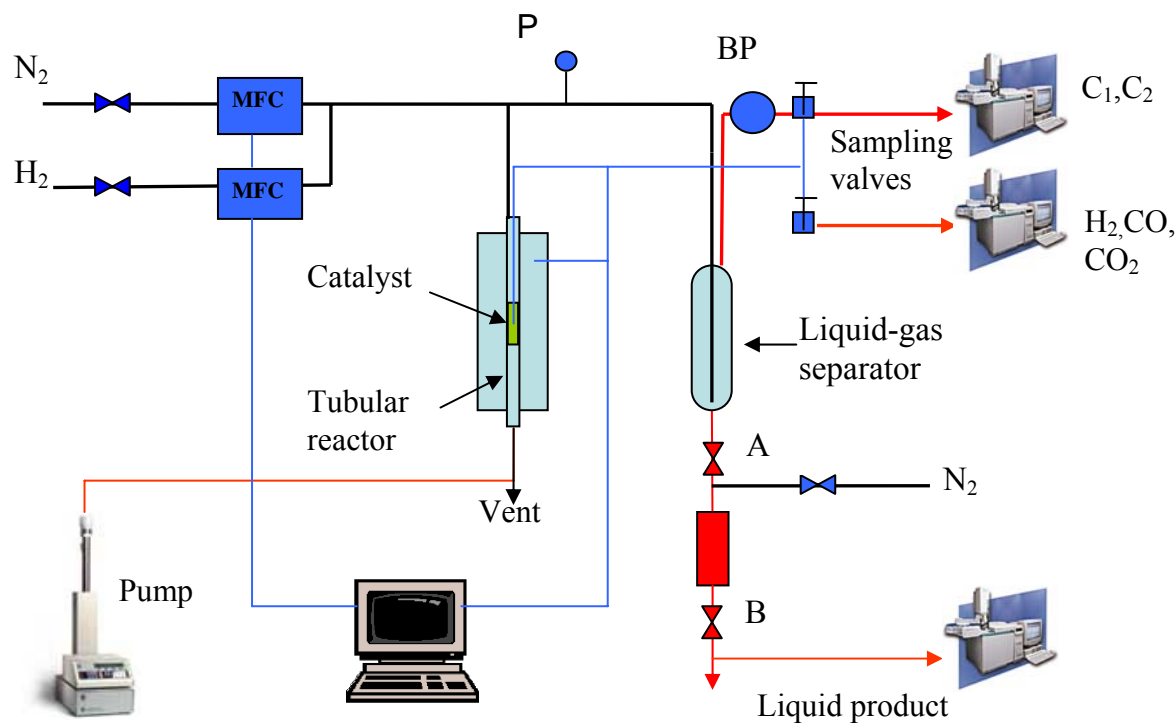 P
BP
N₂
MFC
C₁,C₂
Sampling
valves
H₂
MFC
H₂,CO,
CO₂
Catalyst
Liquid-gas
separator
Tubular
reactor
A
N₂
Vent
Pump
B
Liquid product